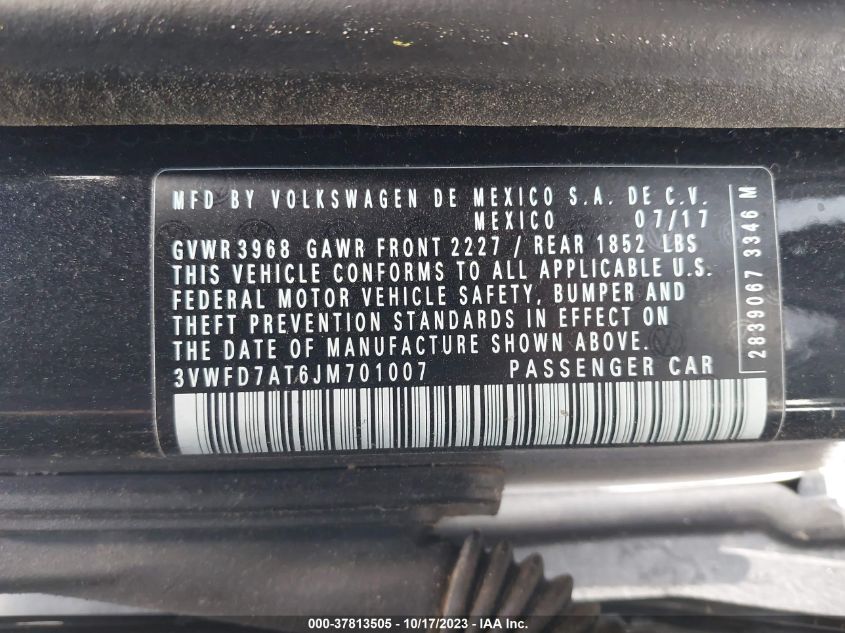 MFD BY VOLKSWAGEN DE MEXICO S.A. DE C.V.
MEXICO 07/17
GVWR 3968 GAWR FRONT 2227 / REAR 1852 LBS
THIS VEHICLE CONFORMS TO ALL APPLICABLE U.S.
FEDERAL MOTOR VEHICLE SAFETY, BUMPER AND
THEFT PREVENTION STANDARDS IN EFFECT ON
THE DATE OF MANUFACTURE SHOWN ABOVE.
3VWFD7AT6JM701007 PASSENGER CAR
2839067 3346 M
000-37813505 - 10/17/2023 - IAA Inc.